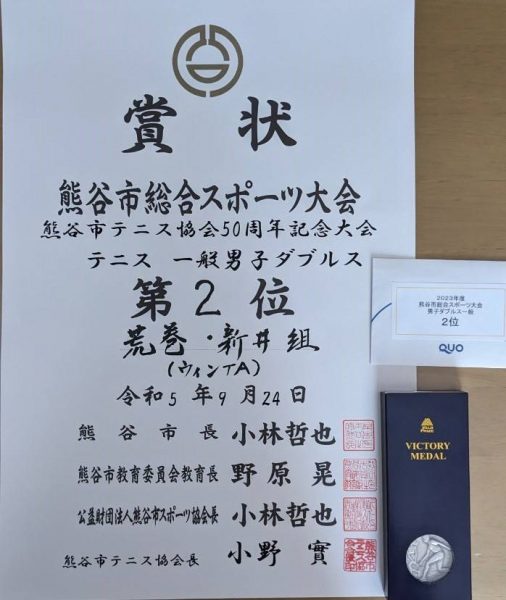 賞状
熊谷市総合スポーツ大会
熊谷市テニス協会50周年記念大会
テニス 一般男子ダブルス
第2位
荒巻・新井組
(ウィンTA)
令和5年9月24日
熊谷市長 小林哲也
熊谷市教育委員会教育長 野原晃
公益財団法人熊谷市スポーツ協会長 小林哲也
熊谷市テニス協会長 小野實
2023年度
熊谷市総合スポーツ大会
男子ダブルス一般
2位
QUO
VICTORY
MEDAL